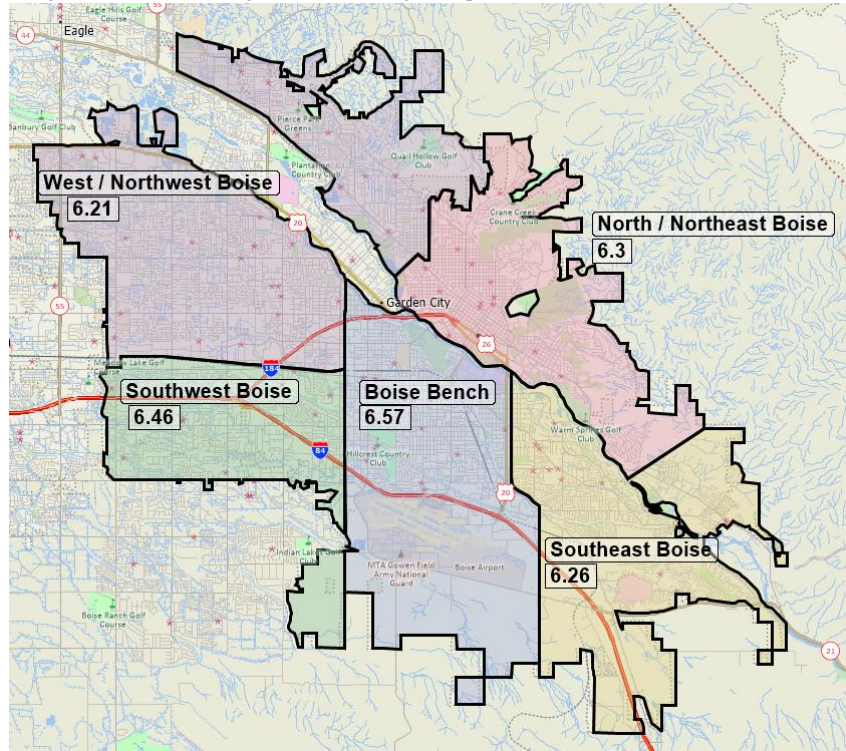 Eagle Hills Golf
Course
55
44
Eagle
Banbury Golf Club
Pierce Park
Greens
Plantation
Country Club
Quail Hollow Golf
Club
West / Northwest Boise
6.21
20
Crane Creek
Country Club
North / Northeast Boise
6.3
55
Garden City
26
Meadow Lake Golf
Course
184
Southwest Boise
6.46
Boise Bench
6.57
Warm Springs Golf
Club
84
Hillcrest Country
Club
20
Southeast Boise
6.26
Indian Lakes Golf
Club
MTA Gowen Field
Army National
Guard
Boise Airport
Boise Ranch Golf
Course
21